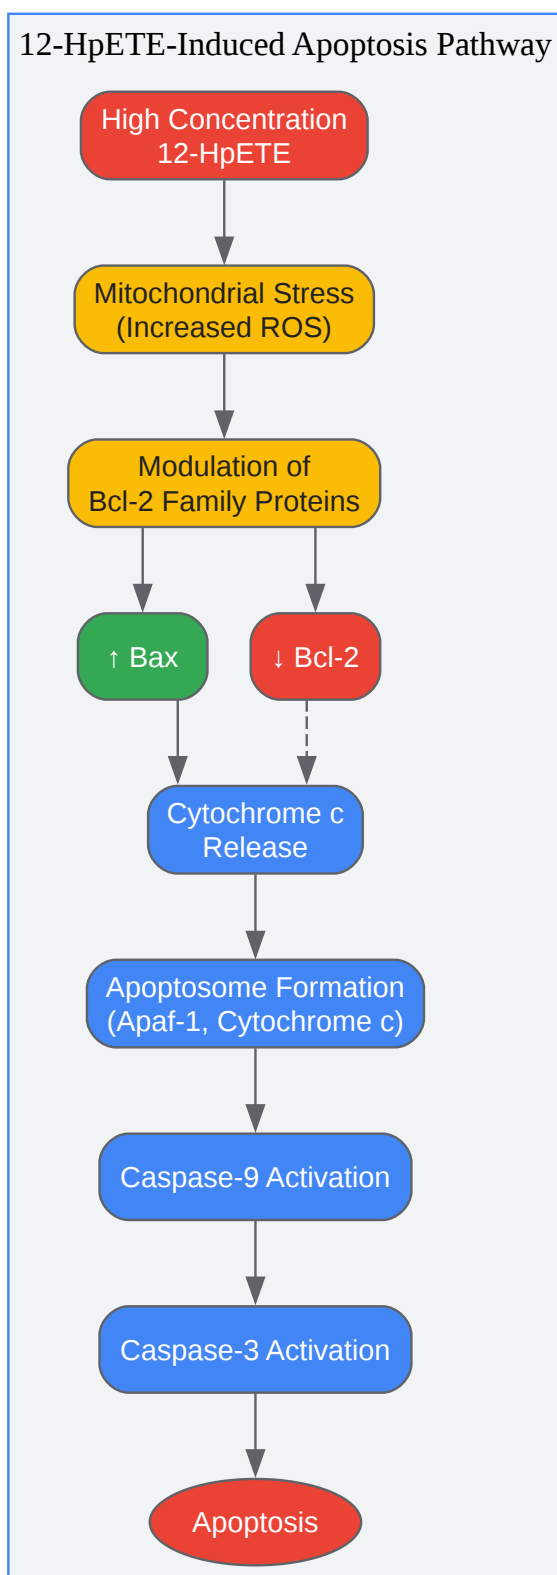 12-HpETE-Induced Apoptosis Pathway
High Concentration
12-HpETE
Mitochondrial Stress
(Increased ROS)
Modulation of
Bcl-2 Family Proteins
↑ Bax
↓ Bcl-2
Cytochrome c
Release
Apoptosome Formation
(Apaf-1, Cytochrome c)
Caspase-9 Activation
Caspase-3 Activation
Apoptosis